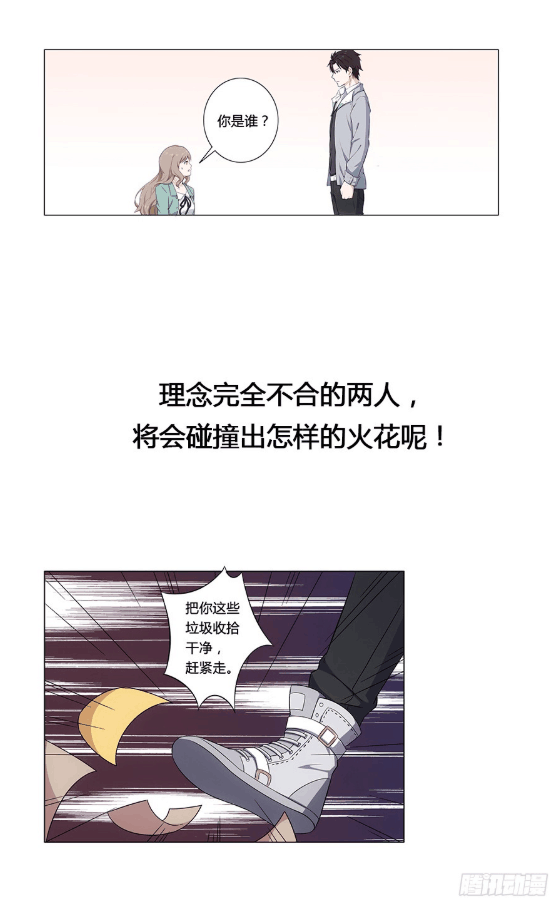 你是谁？
理念完全不合的两人，
将会碰撞出怎样的火花呢！
把你这些
垃圾收拾
干净，
赶紧走。
腾讯动漫